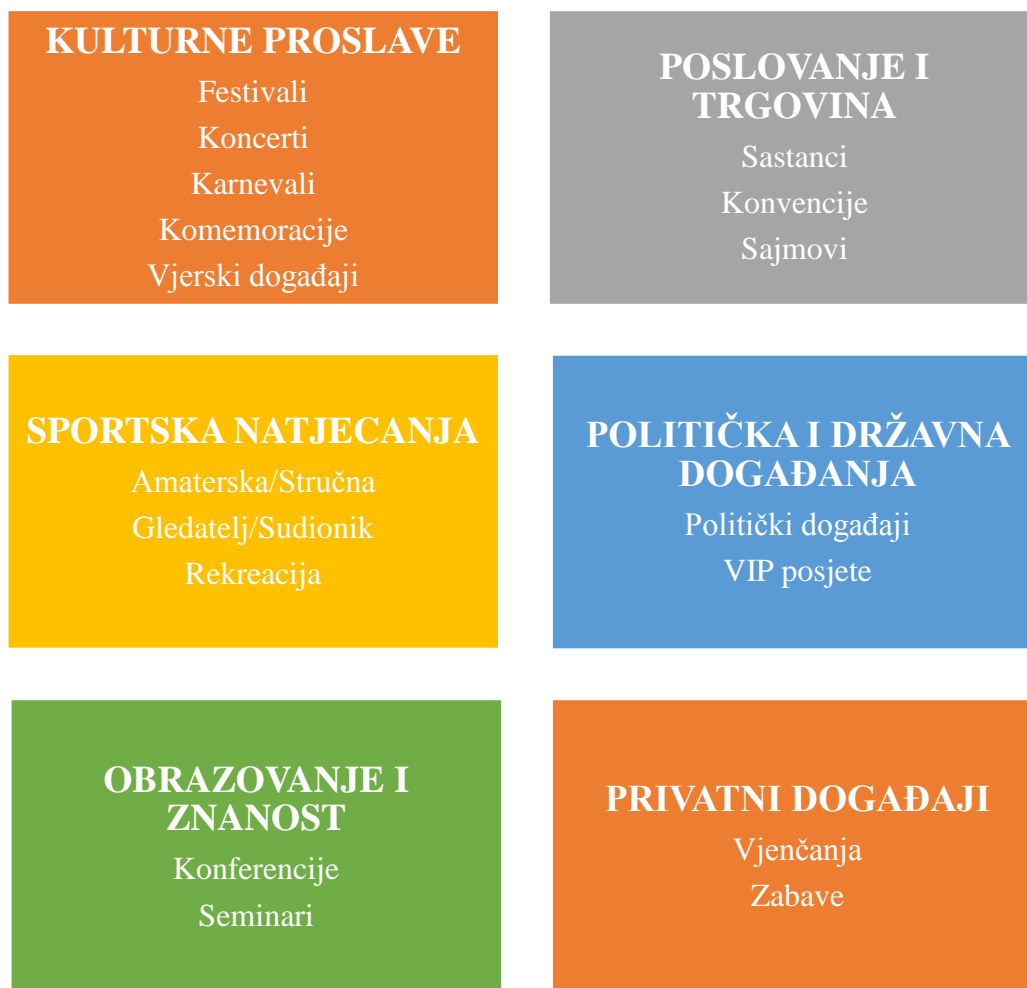 KULTURNE PROSLAVE
Festivali
Koncerti
Karnevali
Komemoracije
Vjerski događaji
POSLOVANJE I
TRGOVINA
Sastanci
Konvencije
Sajmovi
SPORTSKA NATJECANJA
Amaterska/Stručna
Gledatelj/Sudionik
Rekreacija
POLITIČKA I DRŽAVNA
DOGAĐANJA
Politički događaji
VIP posjete
OBRAZOVANJE I
ZNANOST
Konferencije
Seminari
PRIVATNI DOGAĐAJI
Vjenčanja
Zabave